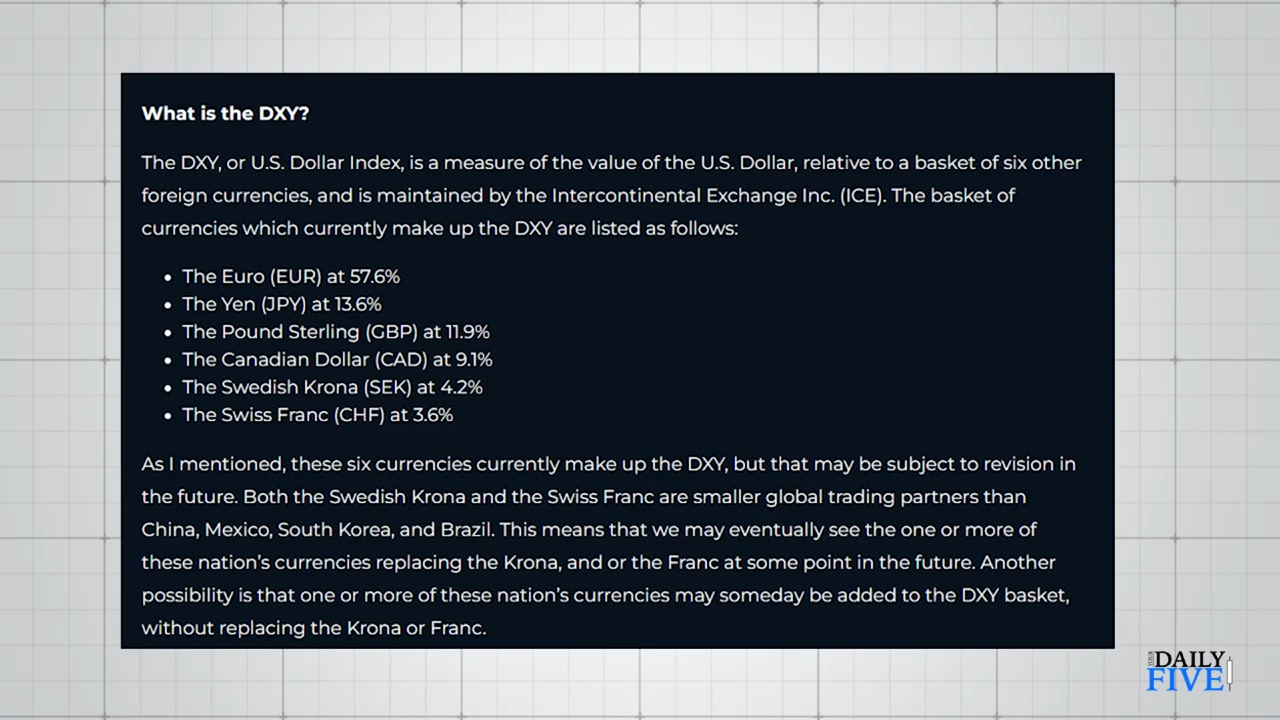 What is the DXY?
The DXY, or U.S. Dollar Index, is a measure of the value of the U.S. Dollar, relative to a basket of six other
foreign currencies, and is maintained by the Intercontinental Exchange Inc. (ICE). The basket of
currencies which currently make up the DXY are listed as follows:
• The Euro (EUR) at 57.6%
• The Yen (JPY) at 13.6%
• The Pound Sterling (GBP) at 11.9%
• The Canadian Dollar (CAD) at 9.1%
• The Swedish Krona (SEK) at 4.2%
• The Swiss Franc (CHF) at 3.6%
As I mentioned, these six currencies currently make up the DXY, but that may be subject to revision in
the future. Both the Swedish Krona and the Swiss Franc are smaller global trading partners than
China, Mexico, South Korea, and Brazil. This means that we may eventually see the one or more of
these nation’s currencies replacing the Krona, and or the Franc at some point in the future. Another
possibility is that one or more of these nation’s currencies may someday be added to the DXY basket,
without replacing the Krona or Franc.
YOUR DAILY
FIVE